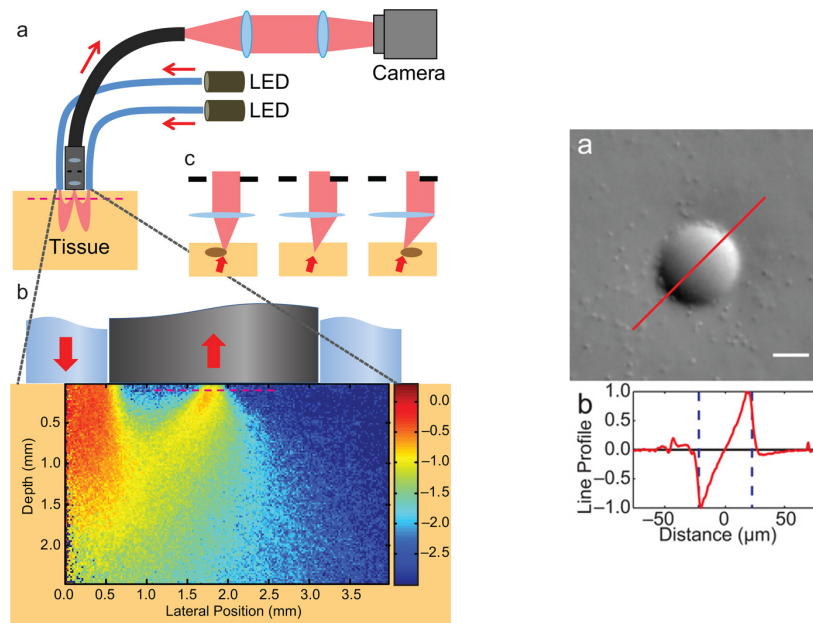 a
Camera
LED
LED
c
Tissue
b
Depth (mm)
0.5
1.0
1.5
2.0
0.0 0.5 1.0 1.5 2.0 2.5 3.0 3.5
Lateral Position (mm)
0.0
−0.5
−1.0
−1.5
−2.0
−2.5
a
b
Line Profile
1.0
0.5
0.0
−0.5
−1.0
−50 0 50
Distance (μm)